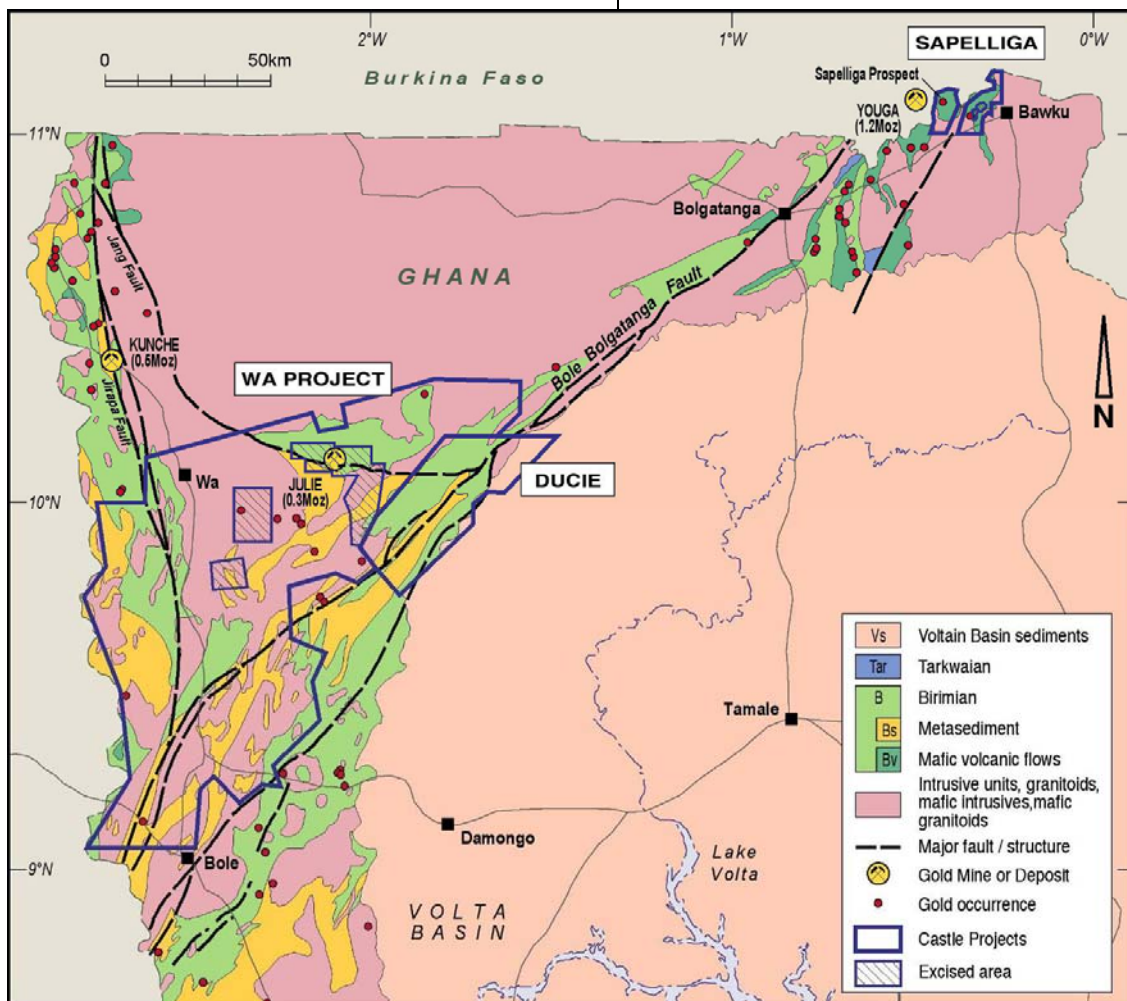 2°W
1°W
0°W
SAPELLIGA
0
50km
Burkina Faso
Sapelliga Prospect
YOUGA
(1.2Moz)
Bawku
11°N
Bolgatanga
Jang Fault
GHANA
Bole Bolgatanga Fault
KUNCHE
(0.5Moz)
Jirapa Fault
WA PROJECT
N
Wa
JULIE
(0.3Moz)
DUCIE
10°N
Tamale
Damongo
Bole
9°N
Lake
Volta
VOLTA
BASIN
Vs Voltain Basin sediments
Tar Tarkwaian
B Birimian
Bs Metasediment
Bv Mafic volcanic flows
Intrusive units, granitoids,
mafic intrusives,mafic
granitoids
Major fault / structure
Gold Mine or Deposit
Gold occurrence
Castle Projects
Excised area